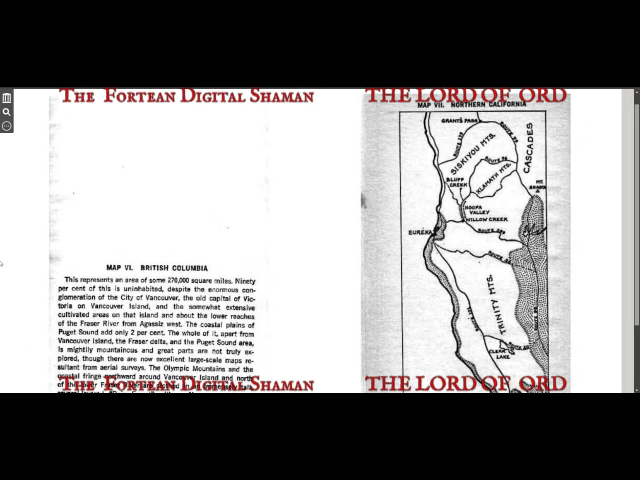 THE FORTEAN DIGITAL SHAMAN
MAP VI. BRITISH COLUMBIA
This represents an area of some 270,000 square miles. Ninety
per cent of this is uninhabited, despite the enormous con-
glomeration of the City of Vancouver, the old capital of Vic-
toria on Vancouver Island, and the somewhat extensive
cultivated areas on that island and about the lower reaches
of the Fraser River from Agassiz west. The coastal plains of
Puget Sound add only 2 per cent. The whole of it, apart from
Vancouver Island, the Fraser delta, and the Puget Sound area,
is mightily mountainous and great parts are not truly ex-
plored, though there are now excellent large-scale maps re-
sultant from aerial surveys. The Olympic Mountains and the
coastal fringe northward around Vancouver Island and north
THE FORTEAN DIGITAL SHAMAN
THE LORD OF ORD
MAP VII. NORTHERN CALIFORNIA
GRANTS PASS
SISKIYOU MTS.
CASCADES
KLAMATH MTS.
BLUFF
CREEK
MT.
SHASTA
HOOPA
VALLEY
WILLOW CREEK
EUREKA
TRINITY MTS.
CLEAR
LAKE
THE LORD OF ORD